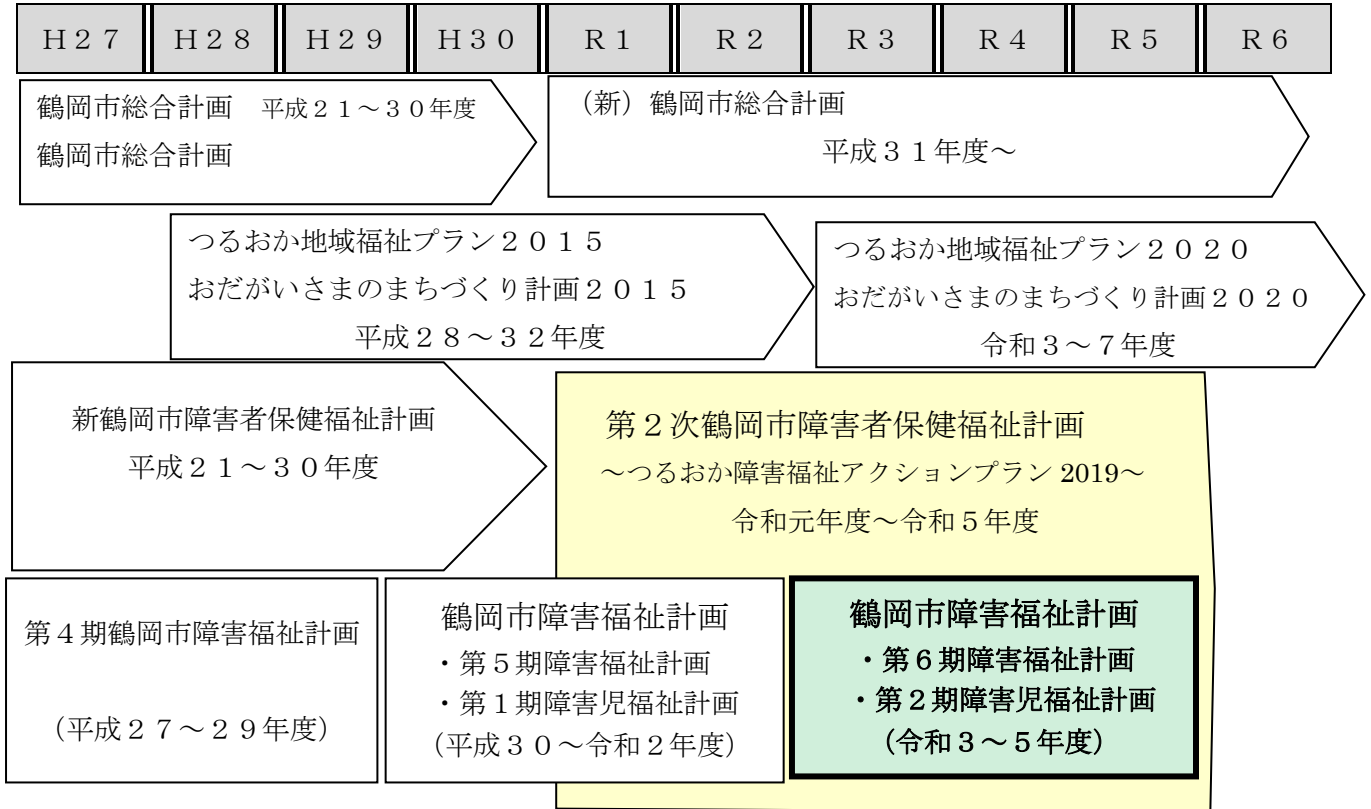 Ｈ２７ Ｈ２８ Ｈ２９ Ｈ３０ Ｒ１ Ｒ２ Ｒ３ Ｒ４ Ｒ５ Ｒ６
鶴岡市総合計画　平成２１～３０年度
鶴岡市総合計画
（新）鶴岡市総合計画
平成３１年度～
つるおか地域福祉プラン２０１５
おだがいさまのまちづくり計画２０１５
平成２８～３２年度
つるおか地域福祉プラン２０２０
おだがいさまのまちづくり計画２０２０
令和３～７年度
新鶴岡市障害者保健福祉計画
平成２１～３０年度
第２次鶴岡市障害者保健福祉計画
～つるおか障害福祉アクションプラン 2019～
令和元年度～令和５年度
第４期鶴岡市障害福祉計画
（平成２７～２９年度）
鶴岡市障害福祉計画
・第５期障害福祉計画
・第１期障害児福祉計画
（平成３０～令和２年度）
鶴岡市障害福祉計画
・第６期障害福祉計画
・第２期障害児福祉計画
（令和３～５年度）